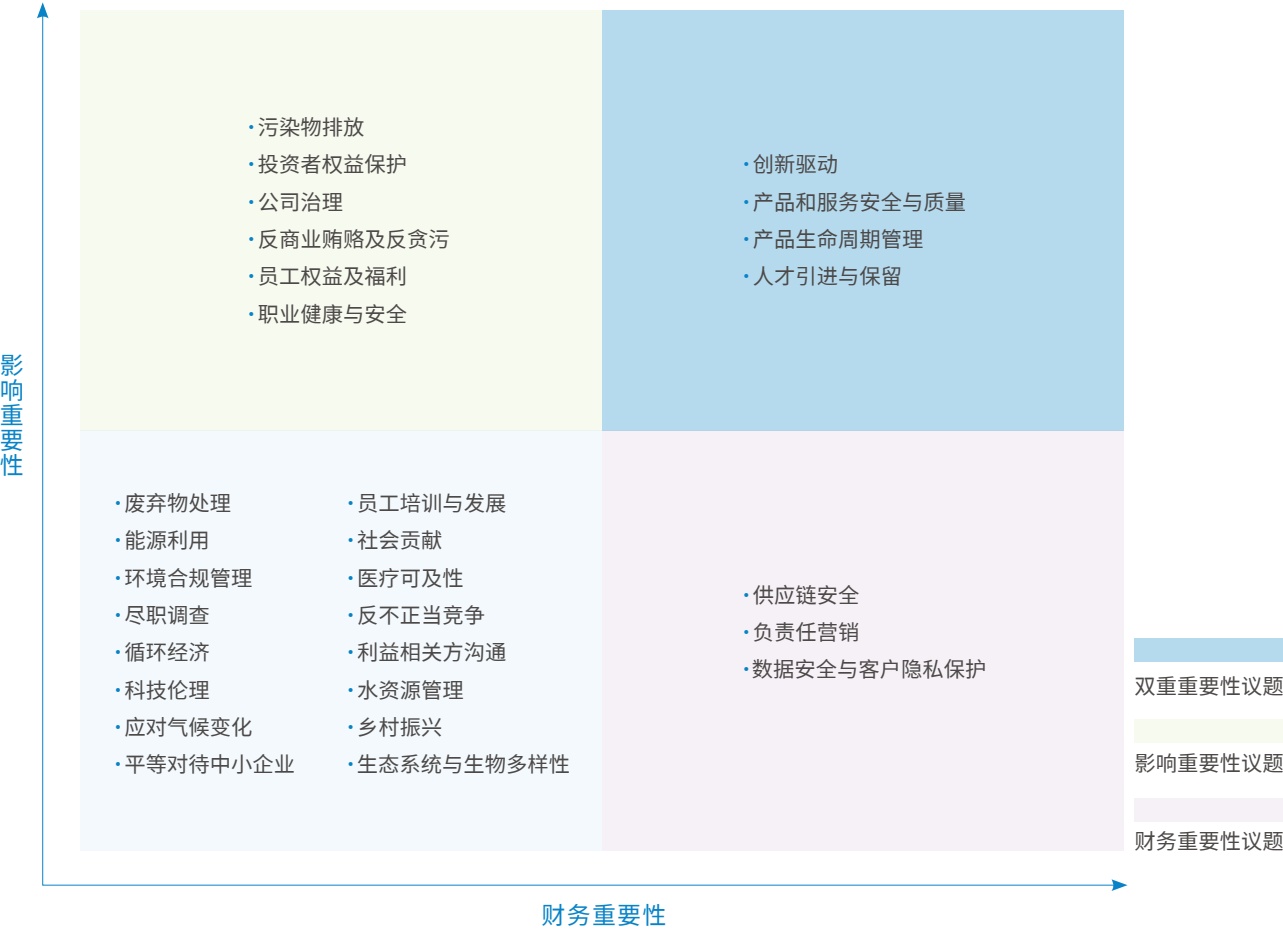 影响重要性
·污染物排放
·投资者权益保护
·公司治理
·反商业贿赂及反贪污
·员工权益及福利
·职业健康与安全
·创新驱动
·产品和服务安全与质量
·产品生命周期管理
·人才引进与保留
·废弃物处理
·能源利用
·环境合规管理
·尽职调查
·循环经济
·科技伦理
·应对气候变化
·平等对待中小企业
·员工培训与发展
·社会贡献
·医疗可及性
·反不正当竞争
·利益相关方沟通
·水资源管理
·乡村振兴
·生态系统与生物多样性
·供应链安全
·负责任营销
·数据安全与客户隐私保护
双重重要性议题
影响重要性议题
财务重要性议题
财务重要性